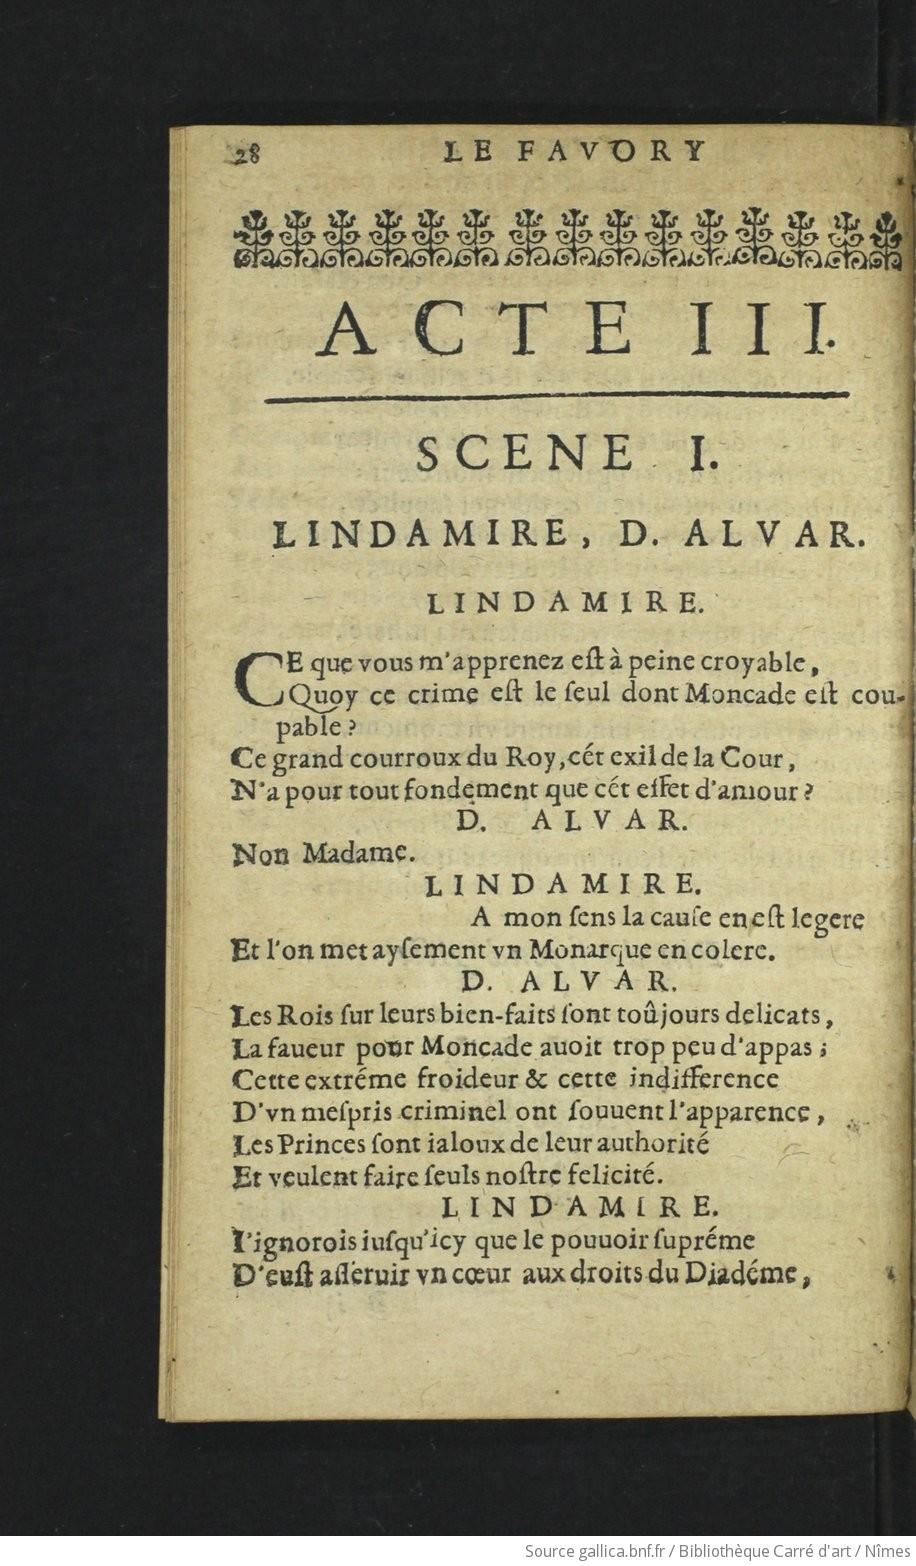 28 LE FAVORY
ACTE III.
SCENE I.
LINDAMIRE, D. ALVAR.
LINDAMIRE.
CE que vous m'apprenez eſt à peine croyable,
Quoy ce crime eſt le ſeul dont Moncade eſt cou-
pable ?
Ce grand courroux du Roy, cét exil de la Cour,
N'a pour tout fondement que cét effet d'amour ?
D. ALVAR.
Non Madame.
LINDAMIRE.
A mon ſens la cauſe en eſt legere
Et l'on met ayſement vn Monarque en colere.
D. ALVAR.
Les Rois ſur leurs bien-faits ſont toûjours delicats,
La faueur pour Moncade auoit trop peu d'appas ;
Cette extréme froideur & cette indifference
D'vn meſpris criminel ont ſouuent l'apparence,
Les Princes ſont ialoux de leur authorité
Et veulent faire ſeuls noſtre felicité.
LINDAMIRE.
I'ignorois iuſqu'icy que le pouuoir ſupréme
D'euſt aſſeruir vn cœur aux droits du Diadéme,
Source gallica.bnf.fr / Bibliothèque Carré d'art / Nîmes